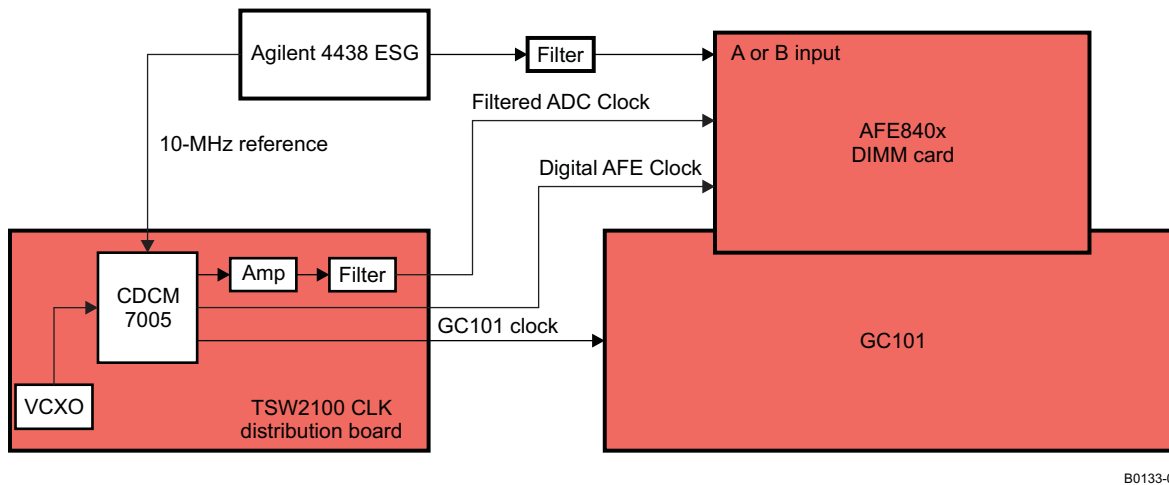 Agilent 4438 ESG
Filter
A or B input
Filtered ADC Clock
AFE840x
DIMM card
10-MHz reference
Digital AFE Clock
Amp
Filter
CDCM
7005
GC101 clock
GC101
VCXO
TSW2100 CLK
distribution board